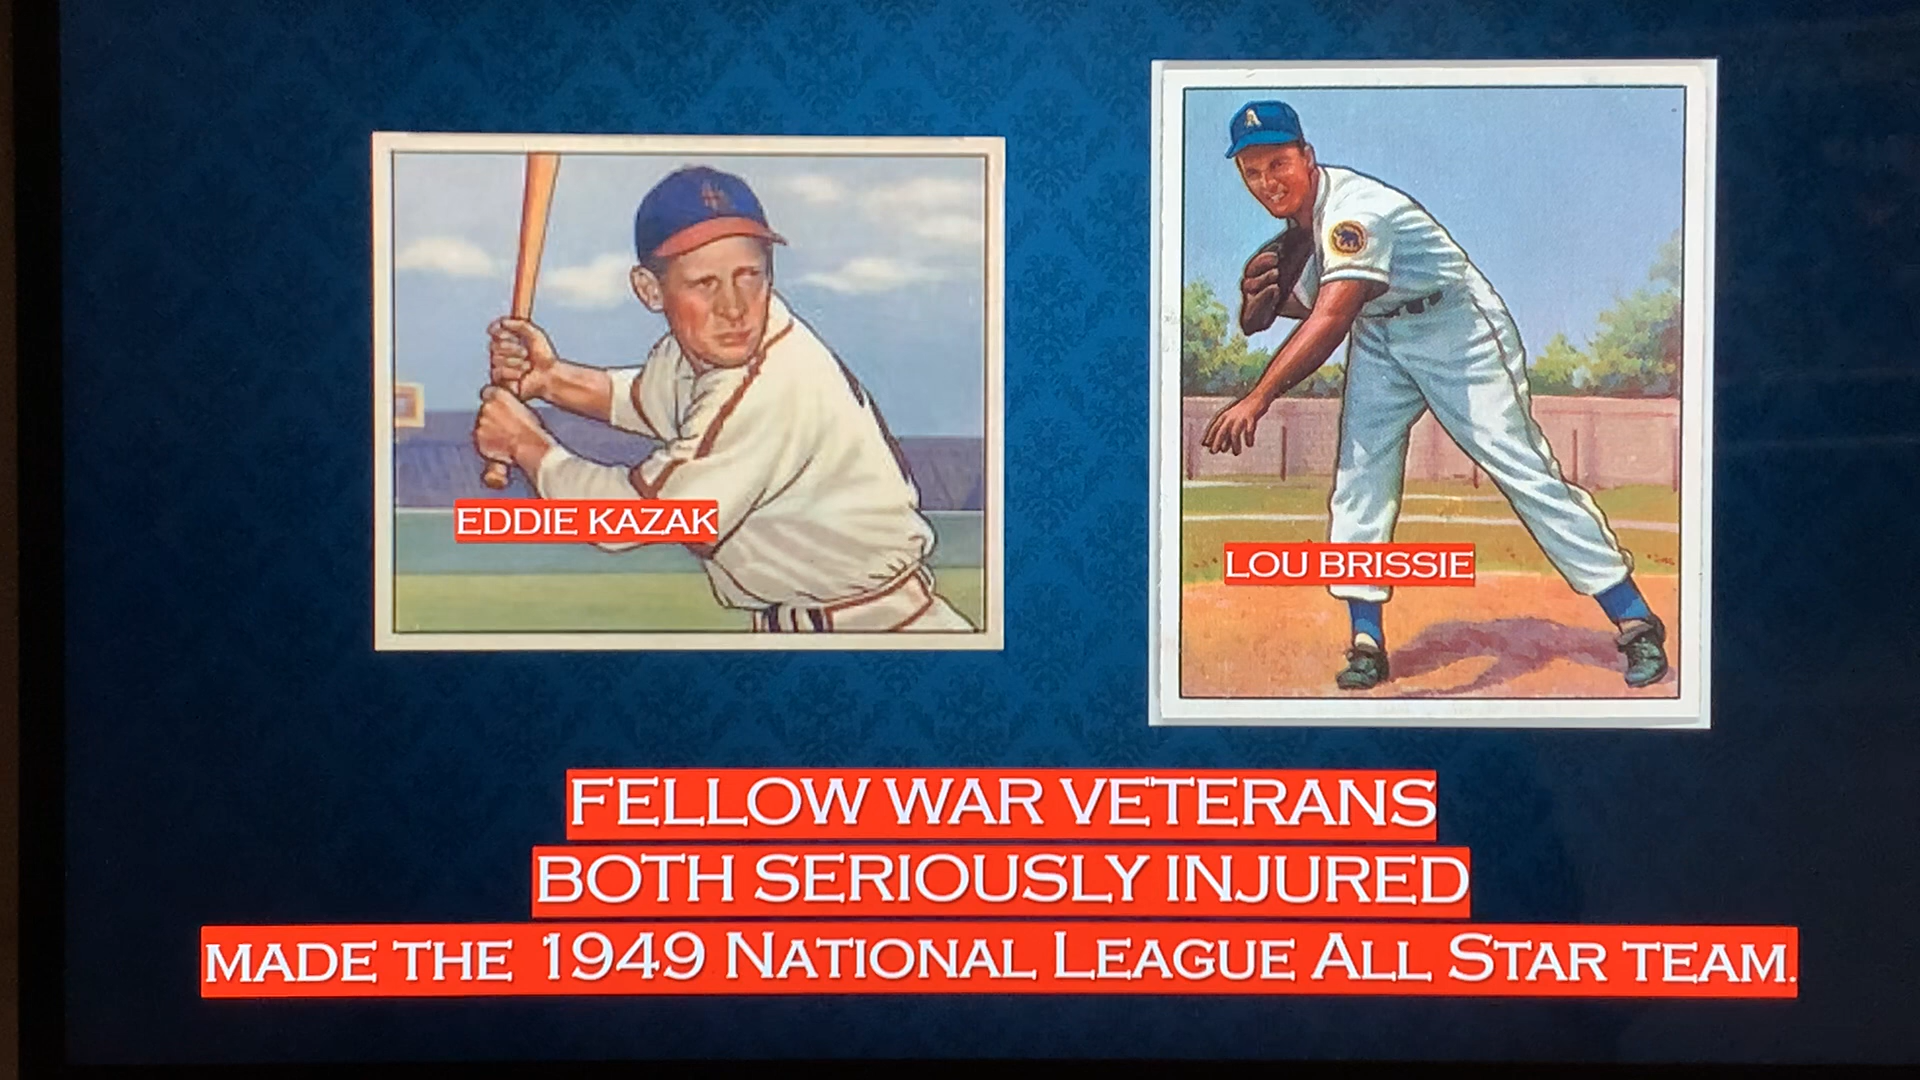 A
EDDIE KAZAK
LOU BRISSIE
FELLOW WAR VETERANS
BOTH SERIOUSLY INJURED
MADE THE 1949 NATIONAL LEAGUE ALL STAR TEAM.